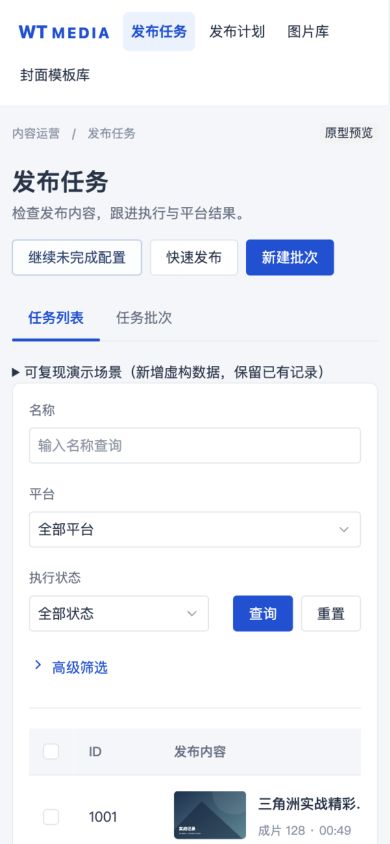 WT MEDIA 发布任务 发布计划 图片库
封面模板库
内容运营 / 发布任务 原型预览
发布任务
检查发布内容，跟进执行与平台结果。
继续未完成配置 快速发布 新建批次
任务列表 任务批次
▶ 可复现演示场景（新增虚构数据，保留已有记录）
名称
输入名称查询
平台
全部平台
执行状态
全部状态 查询 重置
高级筛选
ID 发布内容
1001 三角洲实战精彩.
成片 128 · 00:49